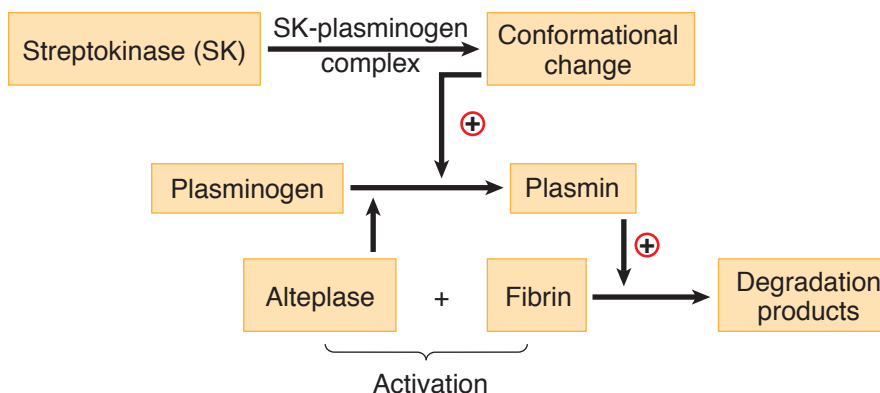 Streptokinase (SK)
SK-plasminogen
complex
Conformational
change
+
Plasminogen
Plasmin
+
Alteplase
+
Fibrin
Degradation
products
Activation